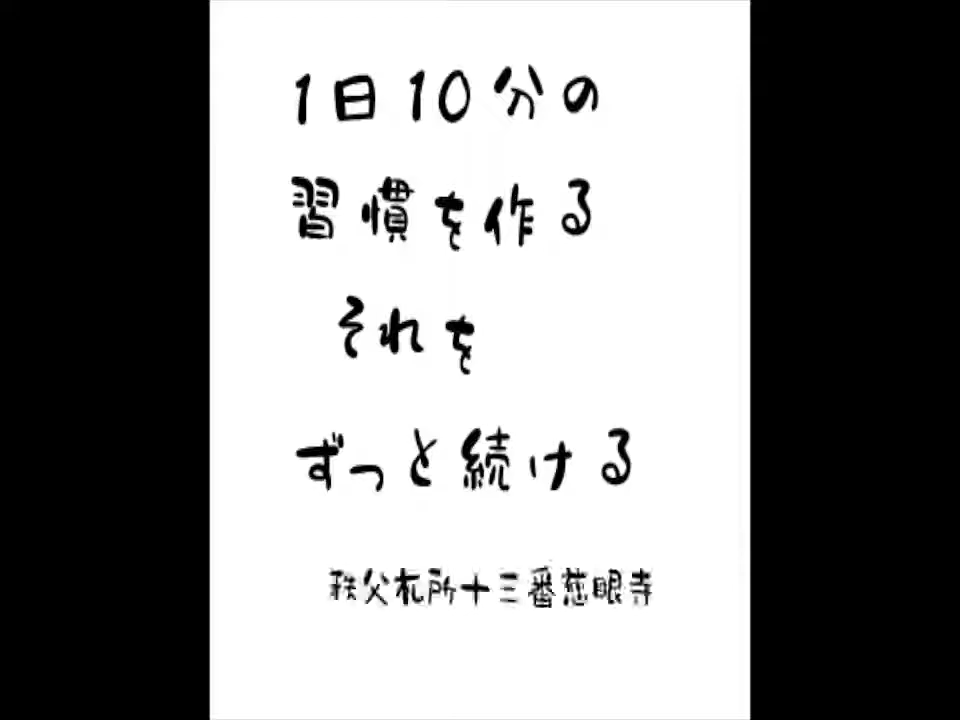 1日10分の
習慣を作る
それを
ずっと続ける
秩父札所十三番慈眼寺